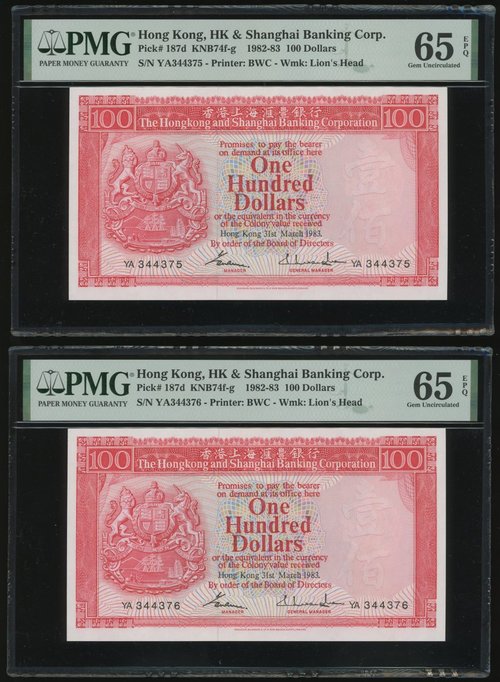 PMG
PAPER MONEY GUARANTY
Hong Kong, HK & Shanghai Banking Corp.
Pick# 187d KNB74f-g 1982-83 100 Dollars
S/N YA344375 - Printer: BWC - Wmk: Lion's Head
65 EPQ
Gem Uncirculated
100 香港上海滙豐銀行 100
The Hongkong and Shanghai Banking Corporation
Promises to pay the bearer
on demand at its office here
One
Hundred
Dollars
or the equivalent in the currency
of the Colony value received
Hong Kong 31st March 1983.
By order of the Board of Directors
壹佰
YA 344375
MANAGER
GENERAL MANAGER
YA 344375
PMG
PAPER MONEY GUARANTY
Hong Kong, HK & Shanghai Banking Corp.
Pick# 187d KNB74f-g 1982-83 100 Dollars
S/N YA344376 - Printer: BWC - Wmk: Lion's Head
65 EPQ
Gem Uncirculated
100 香港上海滙豐銀行 100
The Hongkong and Shanghai Banking Corporation
Promises to pay the bearer
on demand at its office here
One
Hundred
Dollars
or the equivalent in the currency
of the Colony value received
Hong Kong 31st March 1983.
By order of the Board of Directors
壹佰
YA 344376
MANAGER
GENERAL MANAGER
YA 344376